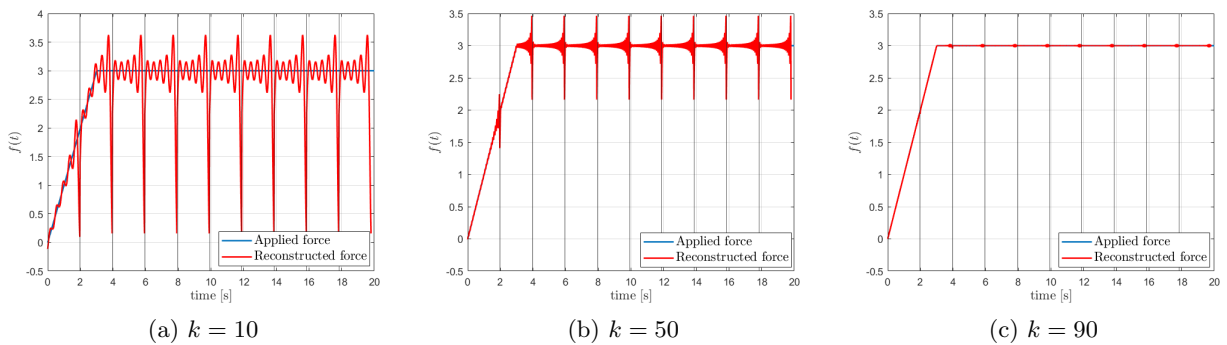 4
3.5
3
2.5
2
1.5
1
0.5
0
-0.5
f(t)
0 2 4 6 8 10 12 14 16 18 20
time [s]
Applied force
Reconstructed force
(a) k = 10
3.5
3
2.5
2
1.5
1
0.5
0
-0.5
f(t)
0 2 4 6 8 10 12 14 16 18 20
time [s]
Applied force
Reconstructed force
(b) k = 50
3.5
3
2.5
2
1.5
1
0.5
0
-0.5
f(t)
0 2 4 6 8 10 12 14 16 18 20
time [s]
Applied force
Reconstructed force
(c) k = 90